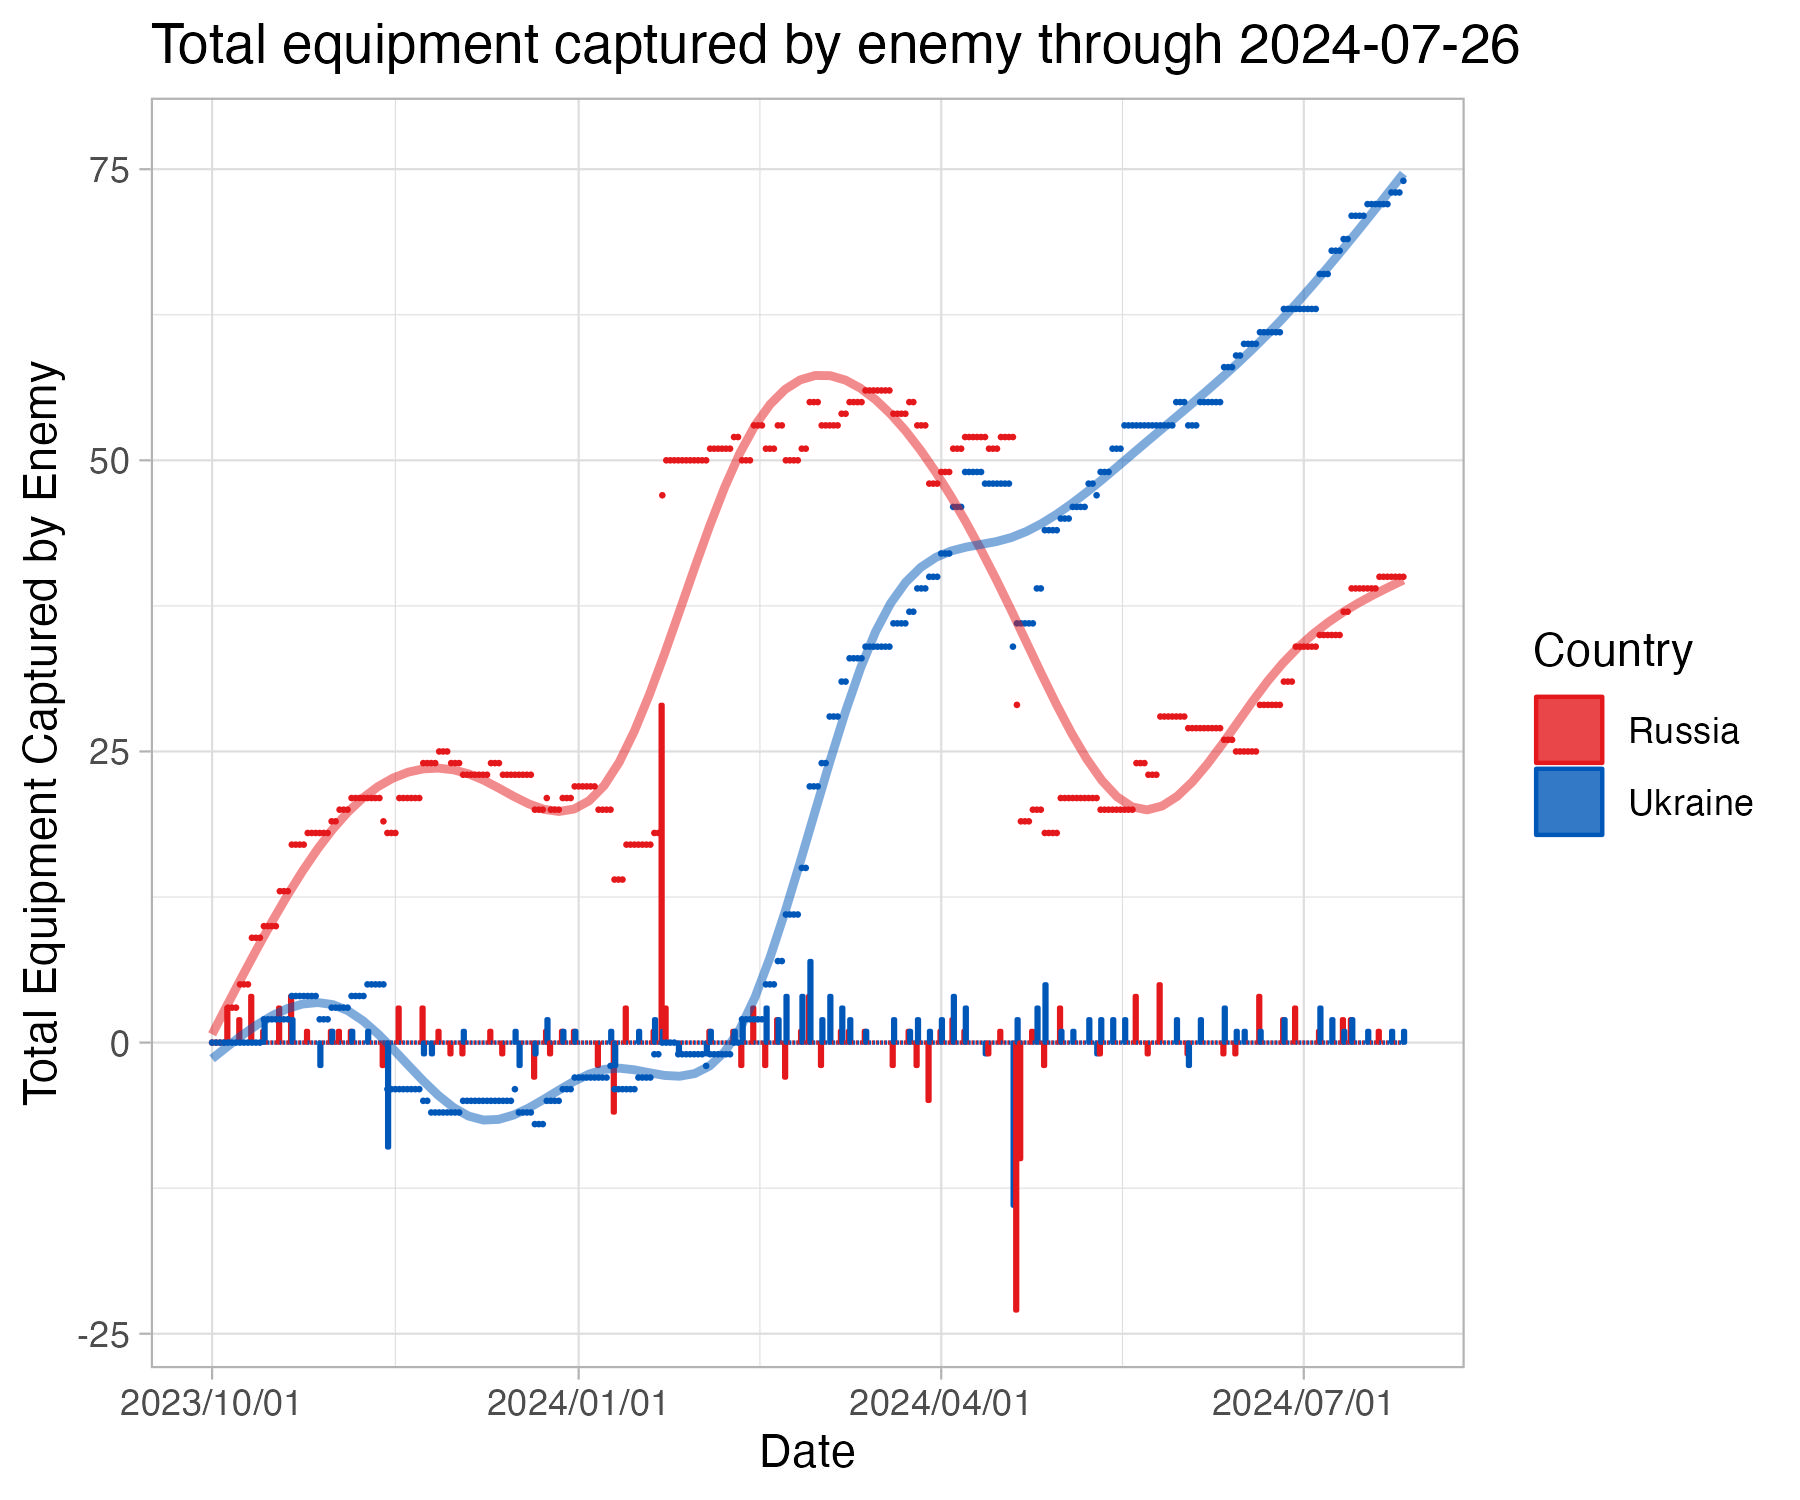 Total equipment captured by enemy through 2024-07-26
Total Equipment Captured by Enemy
75
50
25
0
-25
2023/10/01
2024/01/01
2024/04/01
2024/07/01
Date
Country
Russia
Ukraine